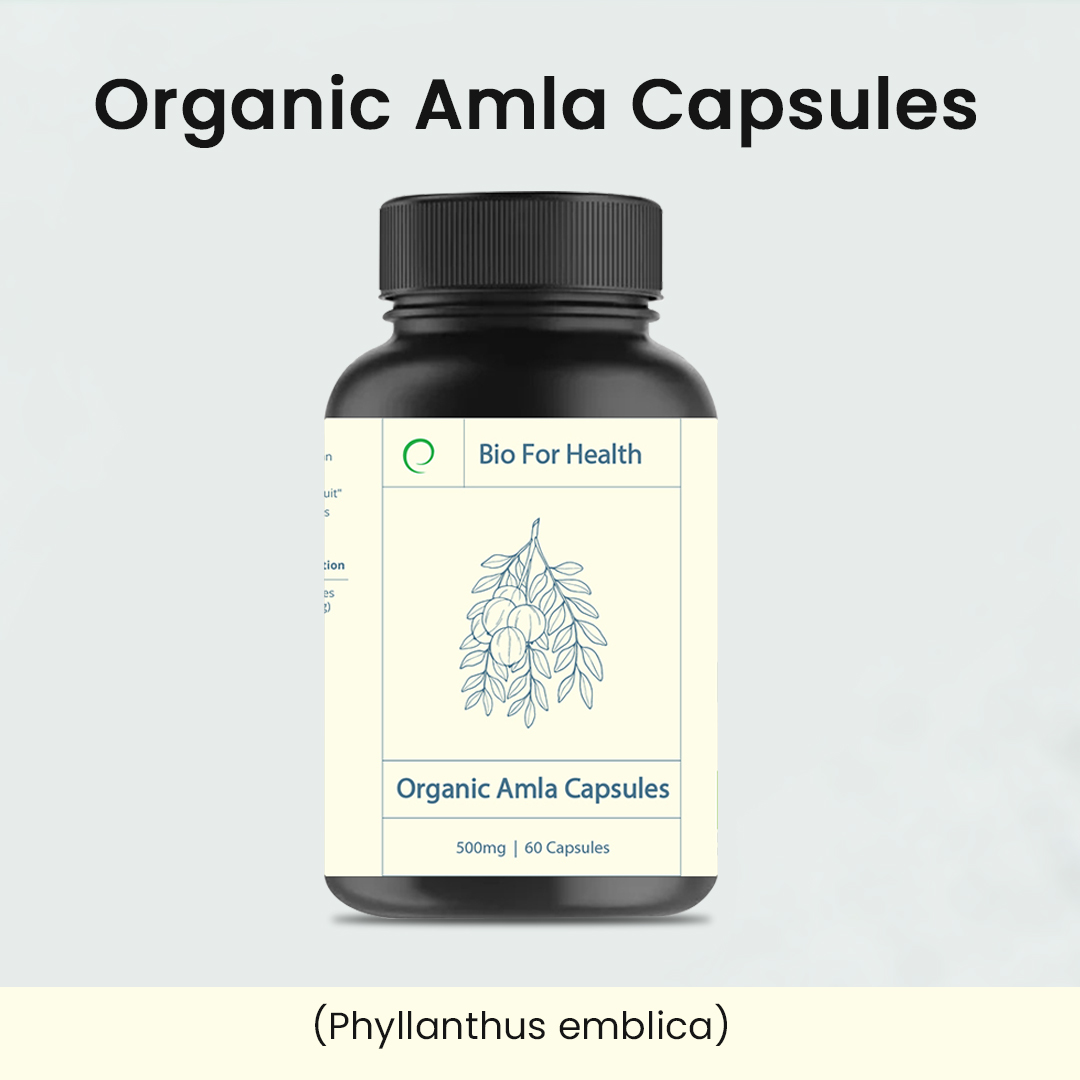 Organic Amla Capsules
Bio For Health
Organic Amla Capsules
500mg | 60 Capsules
(Phyllanthus emblica)